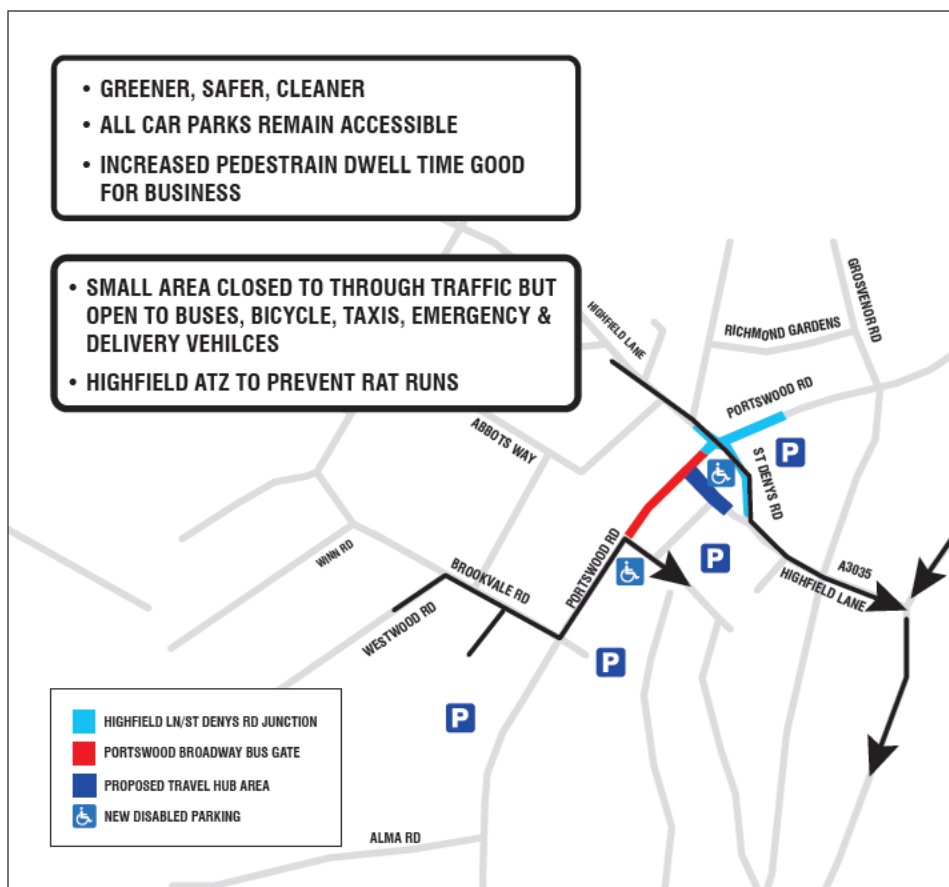 • GREENER, SAFER, CLEANER
• ALL CAR PARKS REMAIN ACCESSIBLE
• INCREASED PEDESTRAIN DWELL TIME GOOD
FOR BUSINESS
• SMALL AREA CLOSED TO THROUGH TRAFFIC BUT
OPEN TO BUSES, BICYCLE, TAXIS, EMERGENCY &
DELIVERY VEHILCES
• HIGHFIELD ATZ TO PREVENT RAT RUNS
GROSVENOR RD
HIGHFIELD LANE
RICHMOND GARDENS
PORTSWOOD RD
ABBOTS WAY
P
ST DENYS RD
WINN RD
PORTSWOOD RD
P
A3035
HIGHFIELD LANE
BROOKVALE RD
WESTWOOD RD
P
P
HIGHFIELD LN/ST DENYS RD JUNCTION
PORTSWOOD BROADWAY BUS GATE
PROPOSED TRAVEL HUB AREA
NEW DISABLED PARKING
ALMA RD